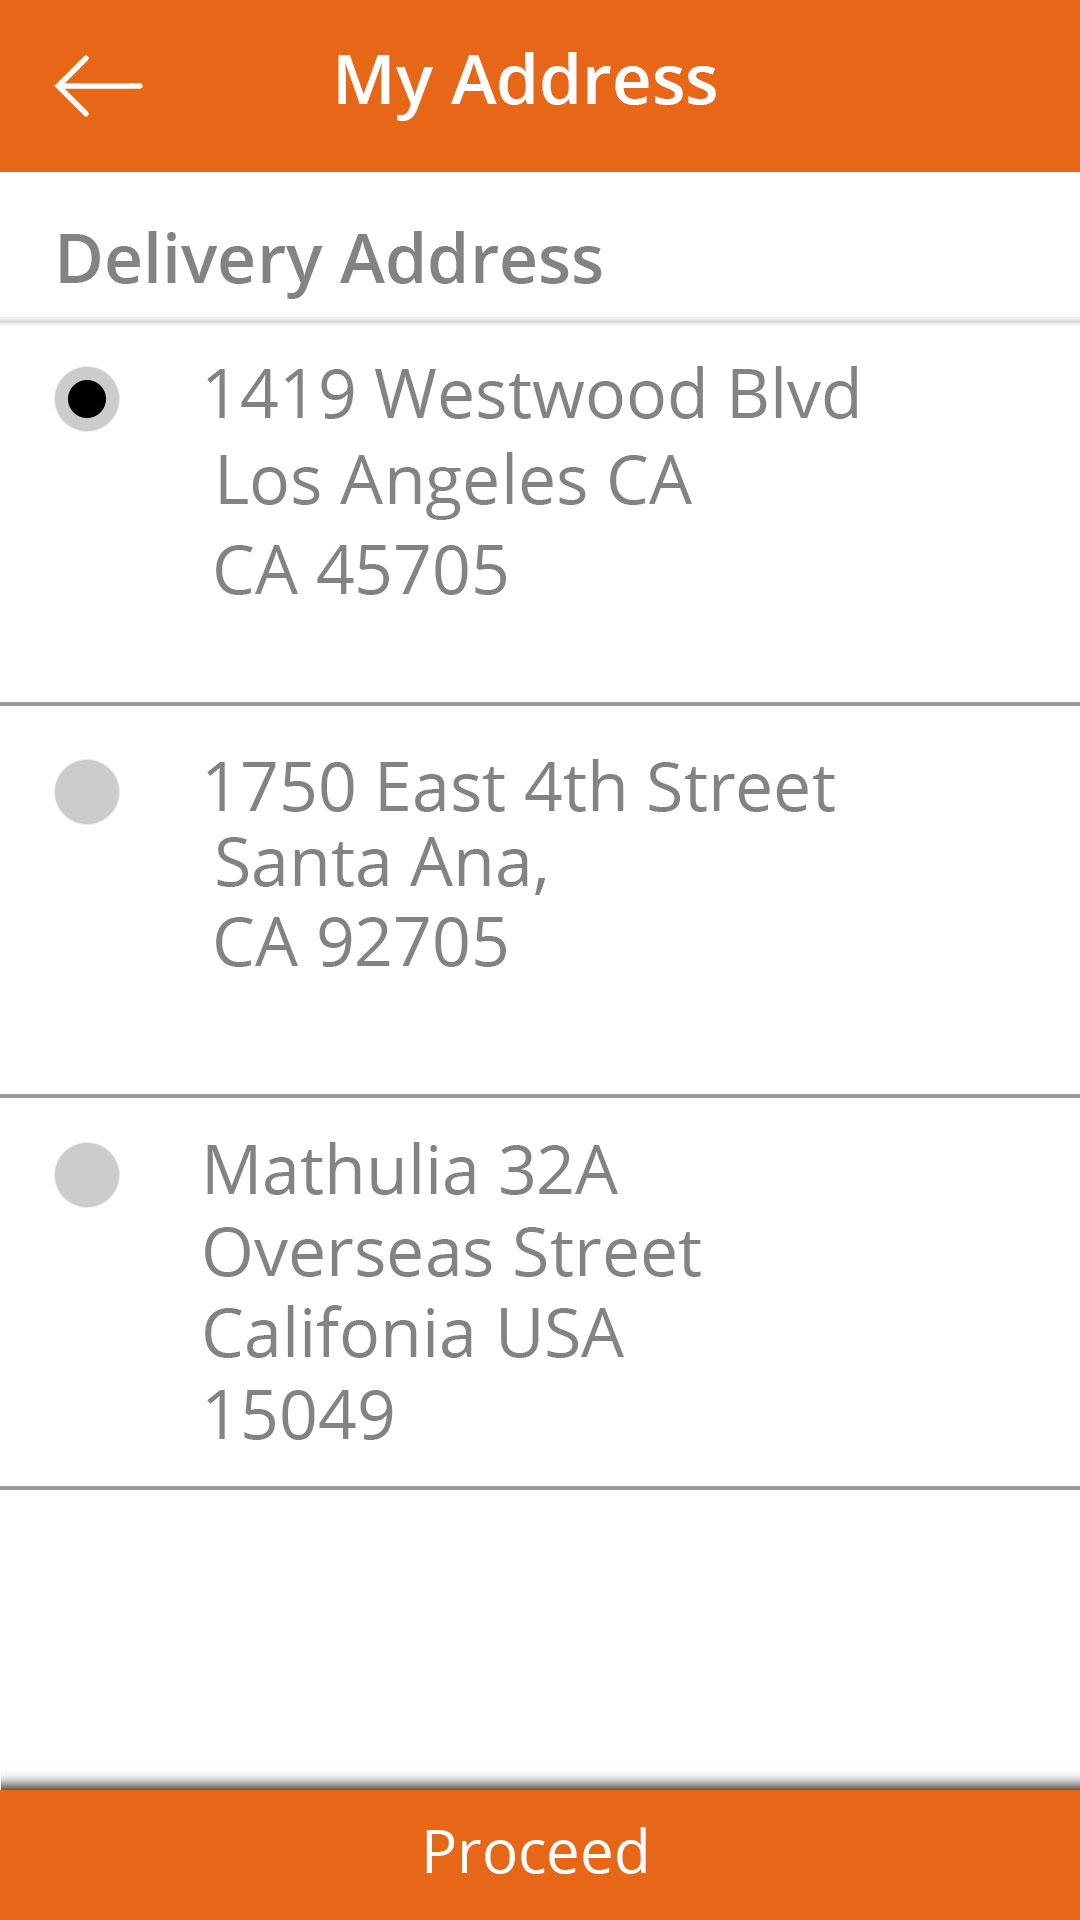 My Address
Delivery Address
1419 Westwood Blvd
Los Angeles CA
CA 45705
1750 East 4th Street
Santa Ana,
CA 92705
Mathulia 32A
Overseas Street
Califonia USA
15049
Proceed